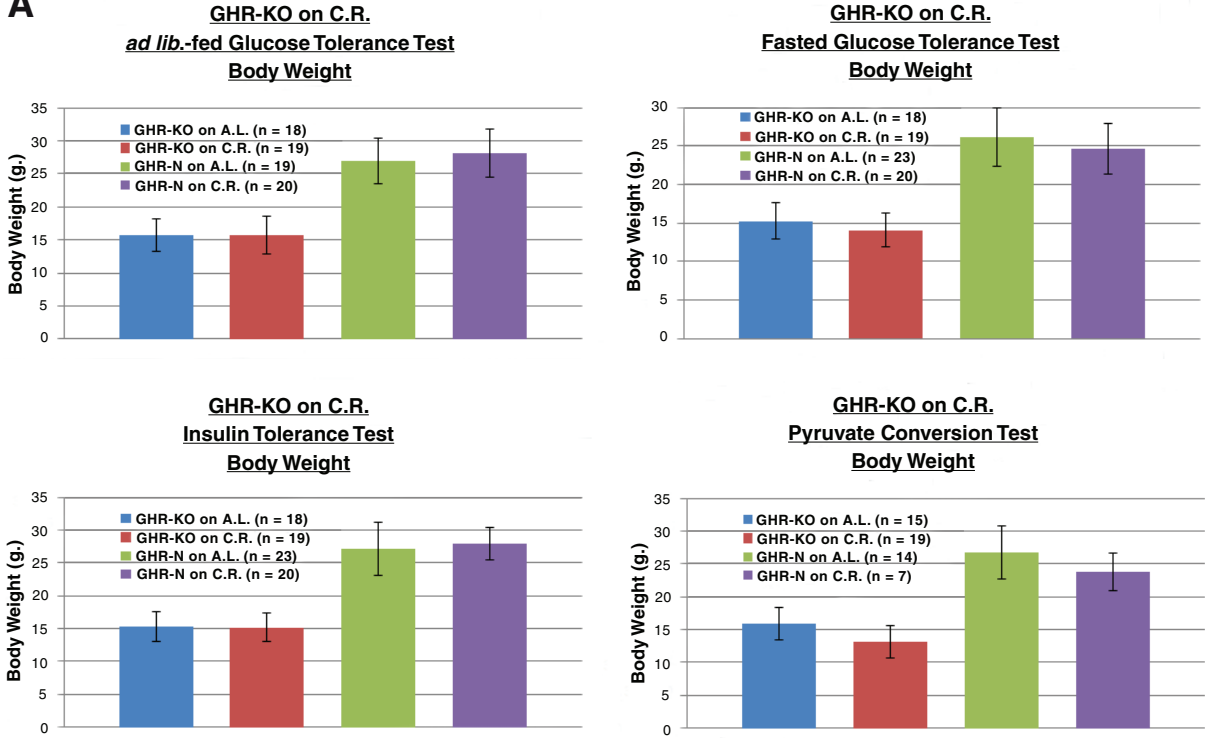 A
GHR-KO on C.R.
ad lib.-fed Glucose Tolerance Test
Body Weight
Body Weight (g.)
35
30
25
20
15
10
5
0
GHR-KO on A.L. (n = 18)
GHR-KO on C.R. (n = 19)
GHR-N on A.L. (n = 19)
GHR-N on C.R. (n = 20)
GHR-KO on C.R.
Fasted Glucose Tolerance Test
Body Weight
Body Weight (g.)
30
25
20
15
10
5
0
GHR-KO on A.L. (n = 18)
GHR-KO on C.R. (n = 19)
GHR-N on A.L. (n = 23)
GHR-N on C.R. (n = 20)
GHR-KO on C.R.
Insulin Tolerance Test
Body Weight
Body Weight (g.)
35
30
25
20
15
10
5
0
GHR-KO on A.L. (n = 18)
GHR-KO on C.R. (n = 19)
GHR-N on A.L. (n = 23)
GHR-N on C.R. (n = 20)
GHR-KO on C.R.
Pyruvate Conversion Test
Body Weight
Body Weight (g.)
35
30
25
20
15
10
5
0
GHR-KO on A.L. (n = 15)
GHR-KO on C.R. (n = 19)
GHR-N on A.L. (n = 14)
GHR-N on C.R. (n = 7)